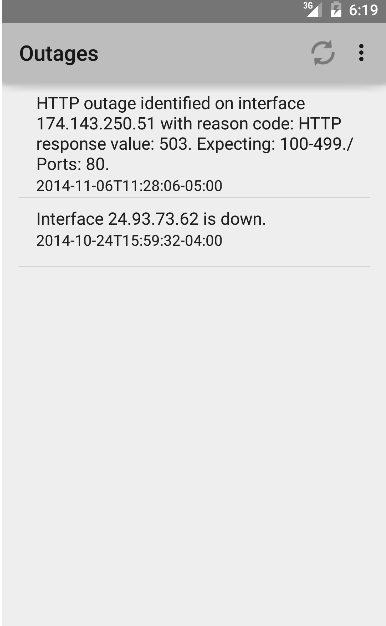 3G 6:19
Outages
HTTP outage identified on interface
174.143.250.51 with reason code: HTTP
response value: 503. Expecting: 100-499./
Ports: 80.
2014-11-06T11:28:06-05:00
Interface 24.93.73.62 is down.
2014-10-24T15:59:32-04:00